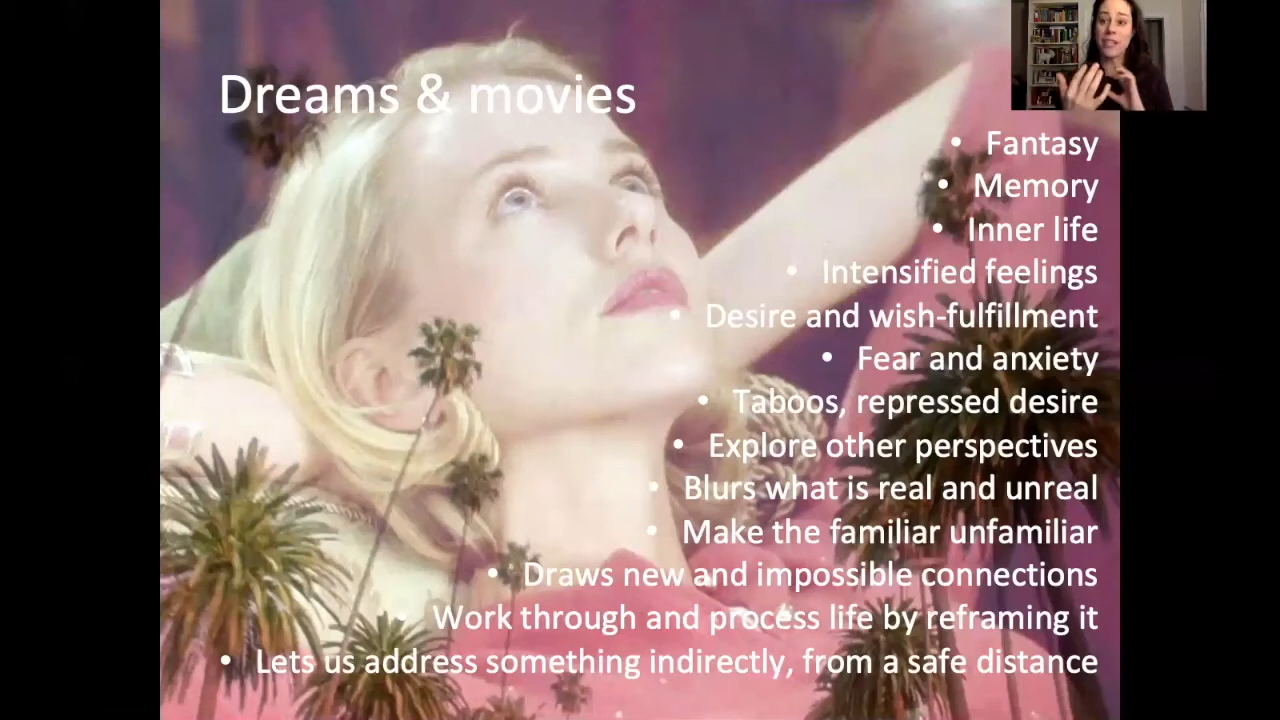 Dreams & movies
• Fantasy
• Memory
• Inner life
• Intensified feelings
• Desire and wish-fulfillment
• Fear and anxiety
• Taboos, repressed desire
• Explore other perspectives
• Blurs what is real and unreal
• Make the familiar unfamiliar
• Draws new and impossible connections
• Work through and process life by reframing it
• Lets us address something indirectly, from a safe distance